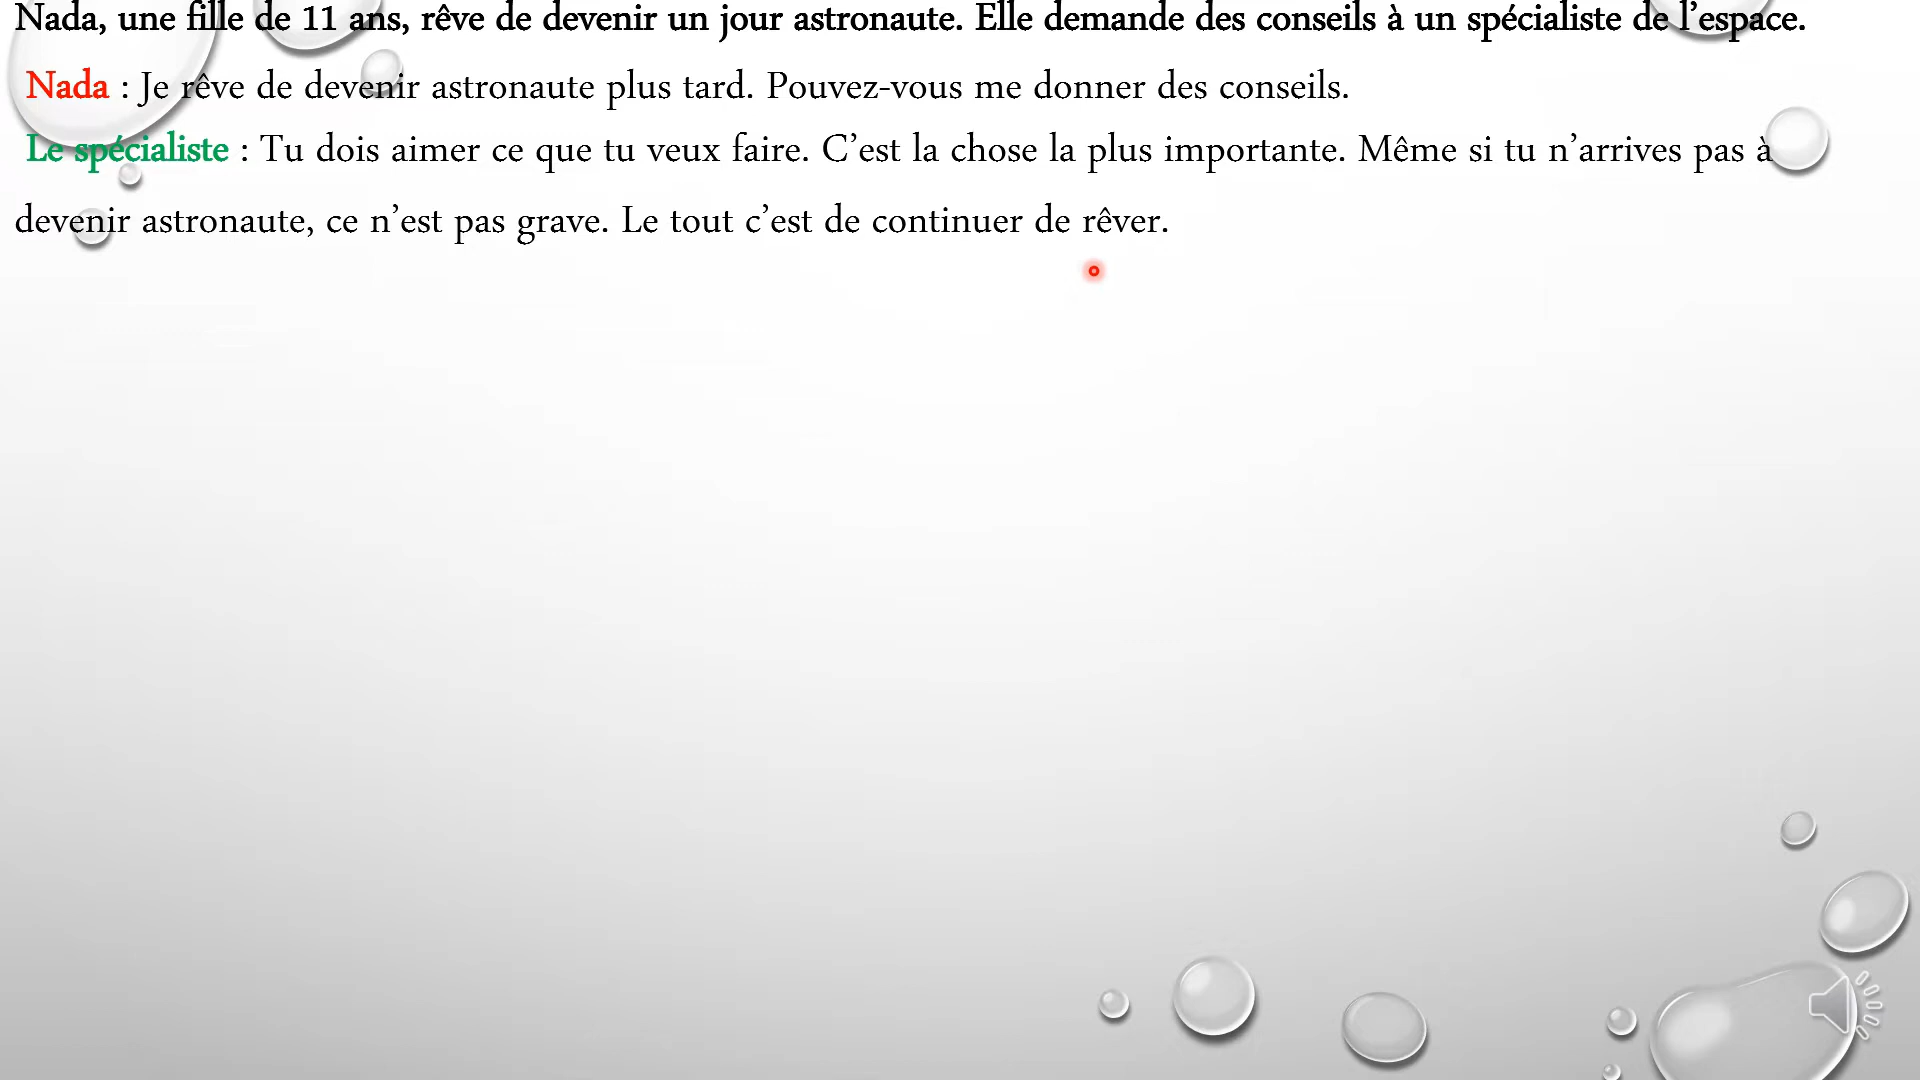 Nada, une fille de 11 ans, rêve de devenir un jour astronaute. Elle demande des conseils à un spécialiste de l’espace.
Nada : Je rêve de devenir astronaute plus tard. Pouvez-vous me donner des conseils.
Le spécialiste : Tu dois aimer ce que tu veux faire. C’est la chose la plus importante. Même si tu n’arrives pas à
devenir astronaute, ce n’est pas grave. Le tout c’est de continuer de rêver.